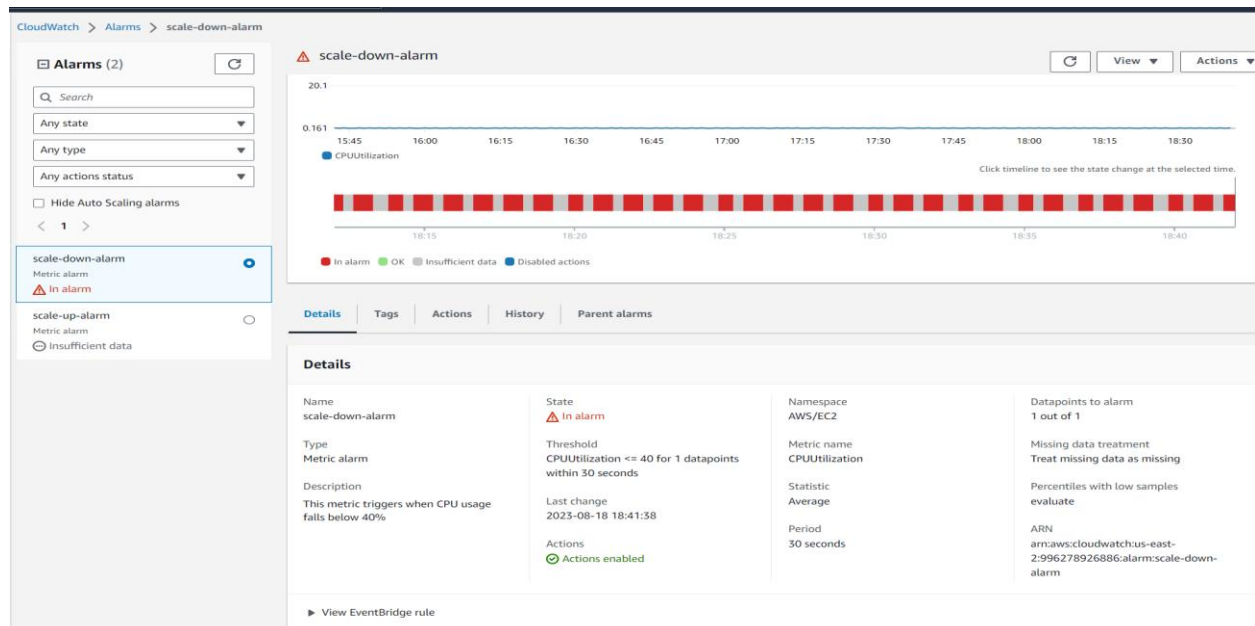 CloudWatch > Alarms > scale-down-alarm
Alarms (2)
Search
Any state
Any type
Any actions status
Hide Auto Scaling alarms
< 1 >
scale-down-alarm
Metric alarm
In alarm
scale-up-alarm
Metric alarm
Insufficient data
scale-down-alarm
View
Actions
20.1
0.161
15:45 16:00 16:15 16:30 16:45 17:00 17:15 17:30 17:45 18:00 18:15 18:30
CPUUtilization
Click timeline to see the state change at the selected time.
18:15 18:20 18:25 18:30 18:35 18:40
In alarm OK Insufficient data Disabled actions
Details Tags Actions History Parent alarms
Details
Name
scale-down-alarm
Type
Metric alarm
Description
This metric triggers when CPU usage
falls below 40%
State
In alarm
Threshold
CPUUtilization <= 40 for 1 datapoints
within 30 seconds
Last change
2023-08-18 18:41:38
Actions
Actions enabled
Namespace
AWS/EC2
Metric name
CPUUtilization
Statistic
Average
Period
30 seconds
Datapoints to alarm
1 out of 1
Missing data treatment
Treat missing data as missing
Percentiles with low samples
evaluate
ARN
arn:aws:cloudwatch:us-east-
2:996278926886:alarm:scale-down-
alarm
View EventBridge rule